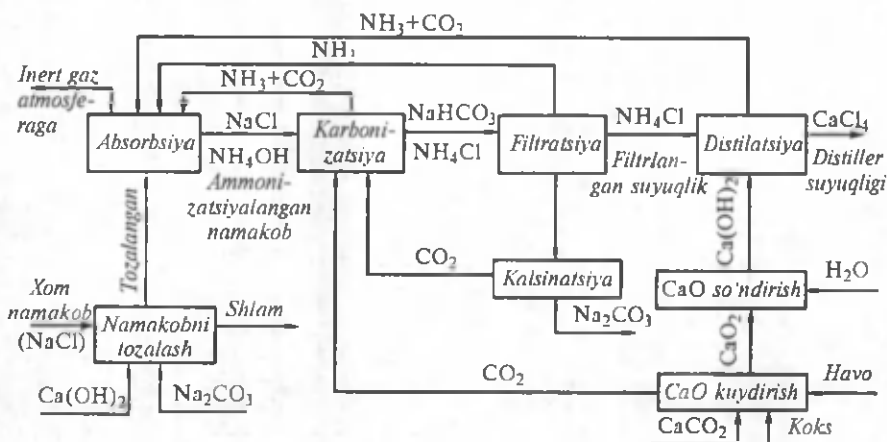 NH₃+CO₂
NH₃
NH₃+CO₂
Inert gaz
atmosfe-
raga
Absorbsiya
NaCl
NH₄OH
Ammoni-
zatsiyalangan
namakob
Karboni-
zatsiya
NaHCO₃
NH₄Cl
Filtratsiya
NH₄Cl
Filtrlan-
gan suyuqlik
Distilatsiya
CaCl₄
Distiller
suyuqligi
Tozalangan
Ca(OH)₂
CO₂
Kalsinatsiya
Na₂CO₃
CaO so'ndirish
H₂O
Xom
namakob
(NaCl)
Namakobni
tozalash
Shlam
Ca(OH)₂
Na₂CO₃
CaO₂
CO₂
CaO kuydirish
Havo
CaCO₂
Koks